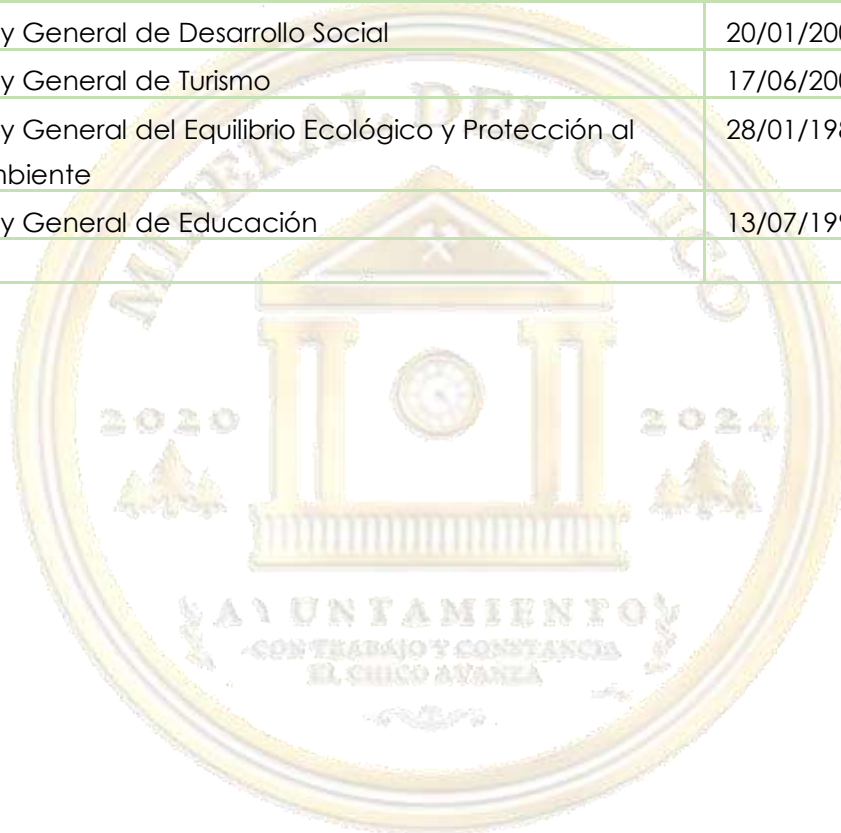 y General de Desarrollo Social 20/01/200
y General de Turismo 17/06/200
y General del Equilibrio Ecológico y Protección al 28/01/198
mbiente
y General de Educación 13/07/199
MINERAL DEL CHICO
2020 2024
AYUNTAMIENTO
CON TRABAJO Y CONSTANCIA
EL CHICO AVANZA